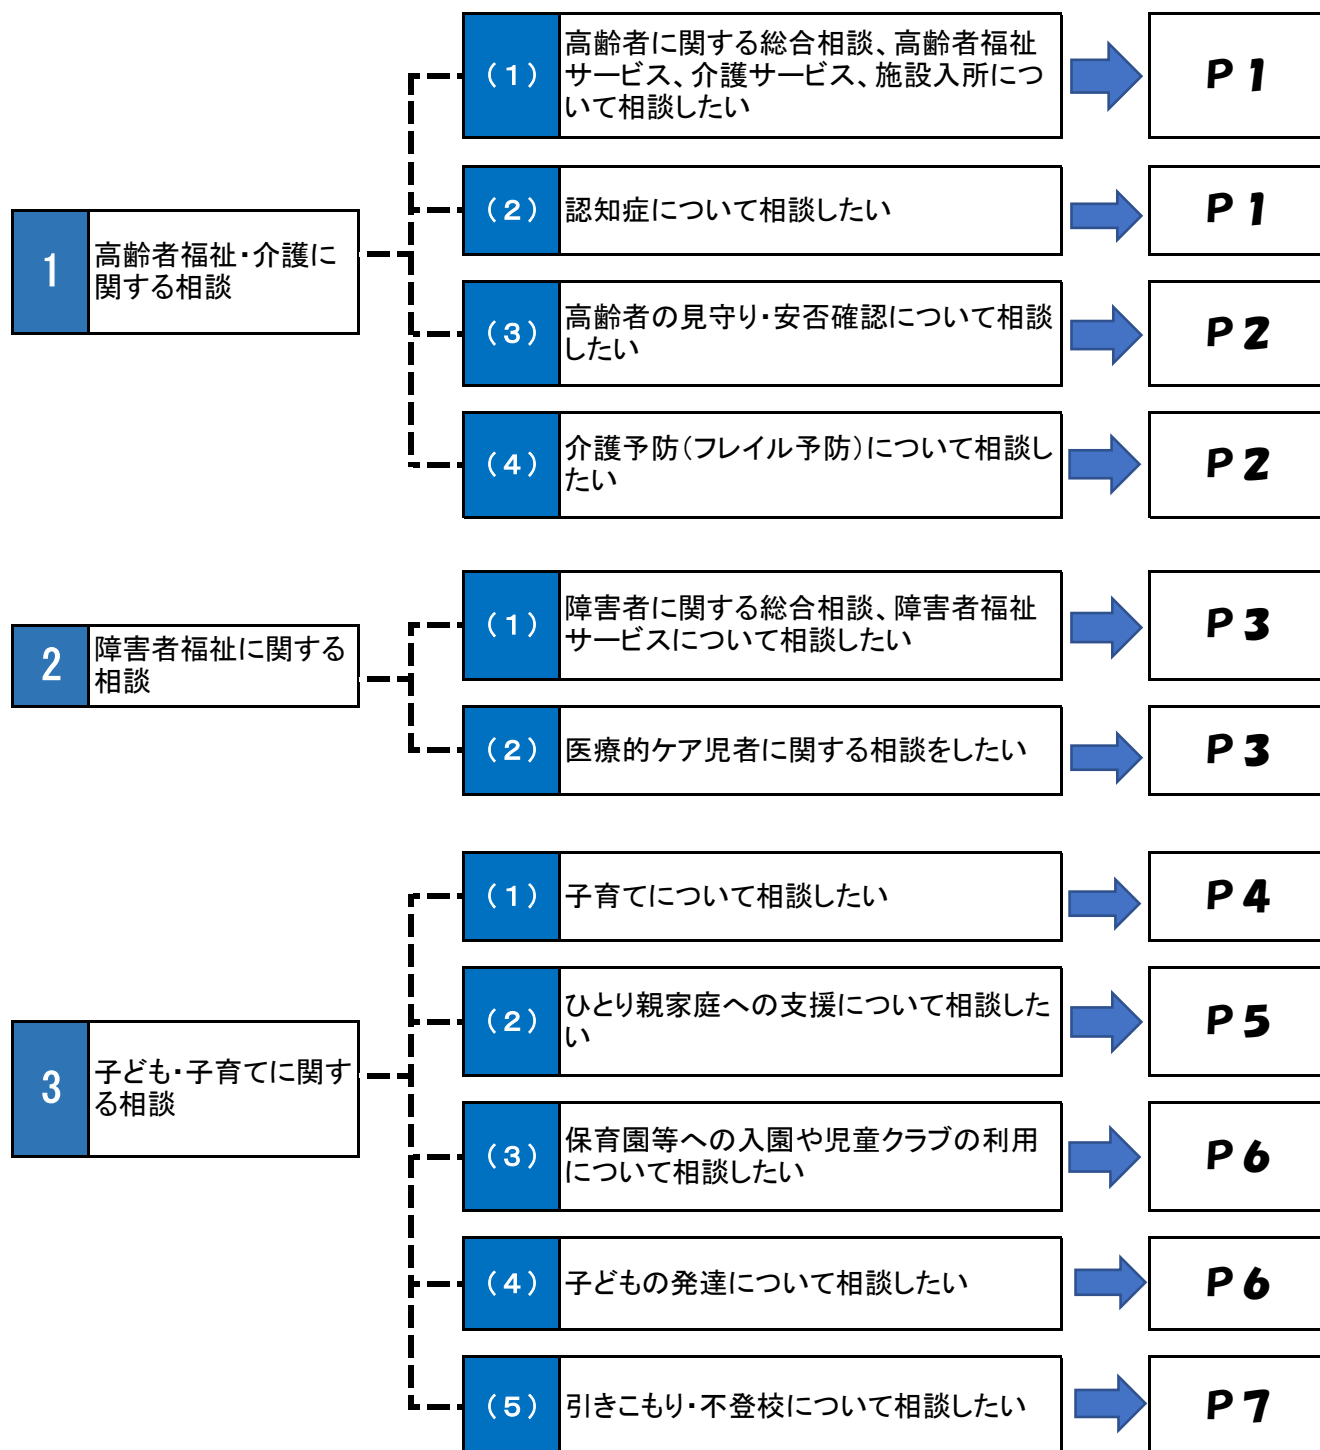 1
高齢者福祉・介護に
関する相談
（１）
高齢者に関する総合相談、高齢者福祉
サービス、介護サービス、施設入所につ
いて相談したい
P 1
（２）
認知症について相談したい
P 1
（３）
高齢者の見守り・安否確認について相談
したい
P 2
（４）
介護予防（フレイル予防）について相談し
たい
P 2
2
障害者福祉に関する
相談
（１）
障害者に関する総合相談、障害者福祉
サービスについて相談したい
P 3
（２）
医療的ケア児者に関する相談をしたい
P 3
3
子ども・子育てに関す
る相談
（１）
子育てについて相談したい
P 4
（２）
ひとり親家庭への支援について相談した
い
P 5
（３）
保育園等への入園や児童クラブの利用
について相談したい
P 6
（４）
子どもの発達について相談したい
P 6
（５）
引きこもり・不登校について相談したい
P 7